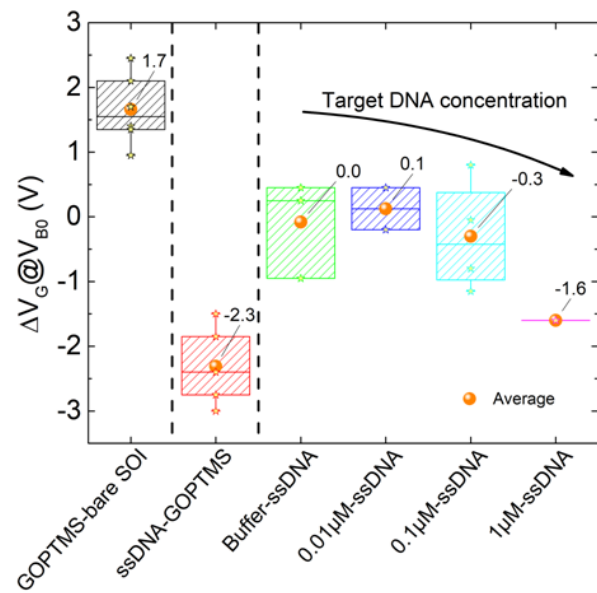 3
2
1
0
-1
-2
-3
ΔV_G@V_B0 (V)
1.7
-2.3
0.0
0.1
-0.3
-1.6
Target DNA concentration
Average
GOPTMS-bare SOI
ssDNA-GOPTMS
Buffer-ssDNA
0.01μM-ssDNA
0.1μM-ssDNA
1μM-ssDNA